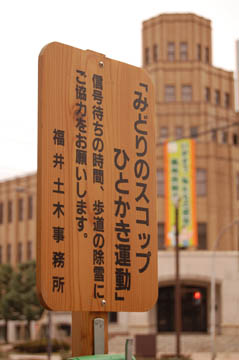 「みどりのスコップ
ひとかき運動」
信号待ちの時間、歩道の除雪に
ご協力をお願いします。
福井土木事務所